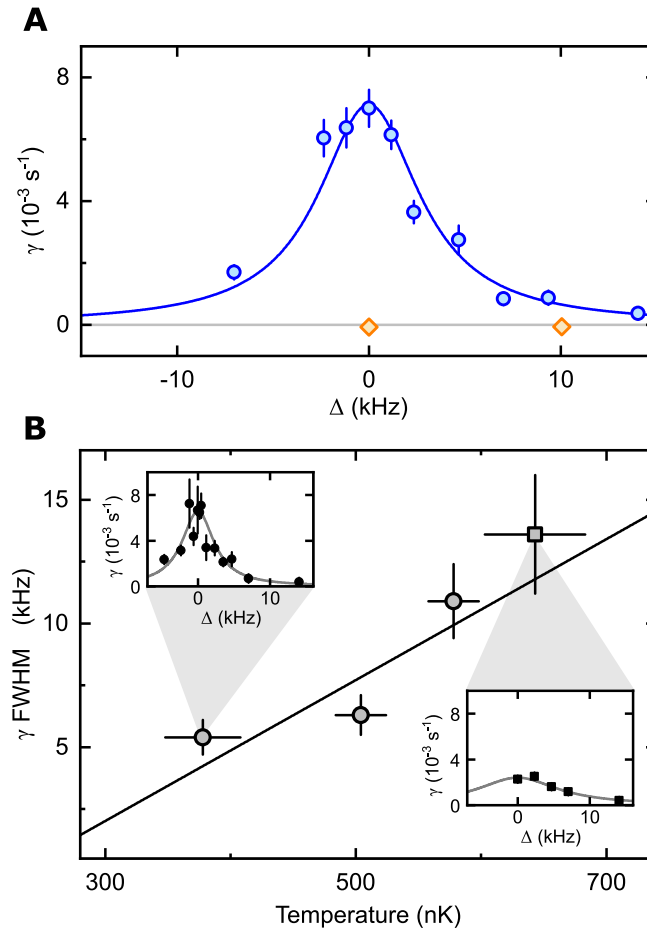 A
8
4
0
γ (10⁻³ s⁻¹)
-10
0
10
Δ (kHz)
B
15
10
5
γ FWHM (kHz)
8
4
0
γ (10⁻³ s⁻¹)
0
10
Δ (kHz)
8
4
0
γ (10⁻³ s⁻¹)
0
10
Δ (kHz)
300
500
700
Temperature (nK)